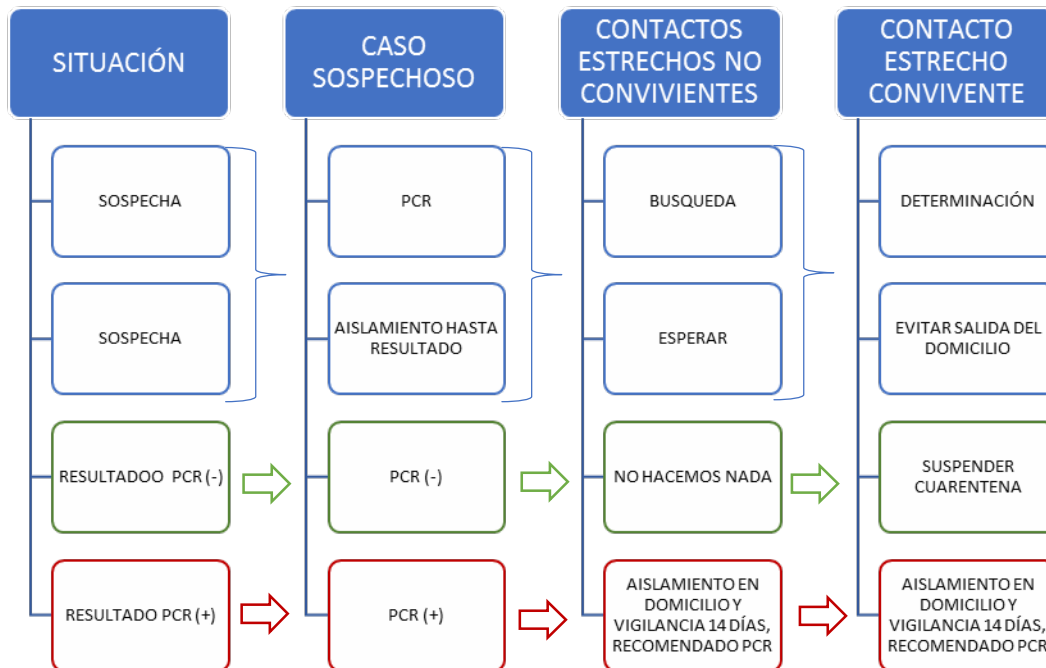 SITUACIÓN
SOSPECHA
SOSPECHA
RESULTADOO PCR (-)
RESULTADO PCR (+)
CASO
SOSPECHOSO
PCR
AISLAMIENTO HASTA
RESULTADO
PCR (-)
PCR (+)
CONTACTOS
ESTRECHOS NO
CONVIVIENTES
BUSQUEDA
ESPERAR
NO HACEMOS NADA
AISLAMIENTO EN
DOMICILIO Y
VIGILANCIA 14 DÍAS,
RECOMENDADO PCR
CONTACTO
ESTRECHO
CONVIVENTE
DETERMINACIÓN
EVITAR SALIDA DEL
DOMICILIO
SUSPENDER
CUARENTENA
AISLAMIENTO EN
DOMICILIO Y
VIGILANCIA 14 DÍAS,
RECOMENDADO PCR